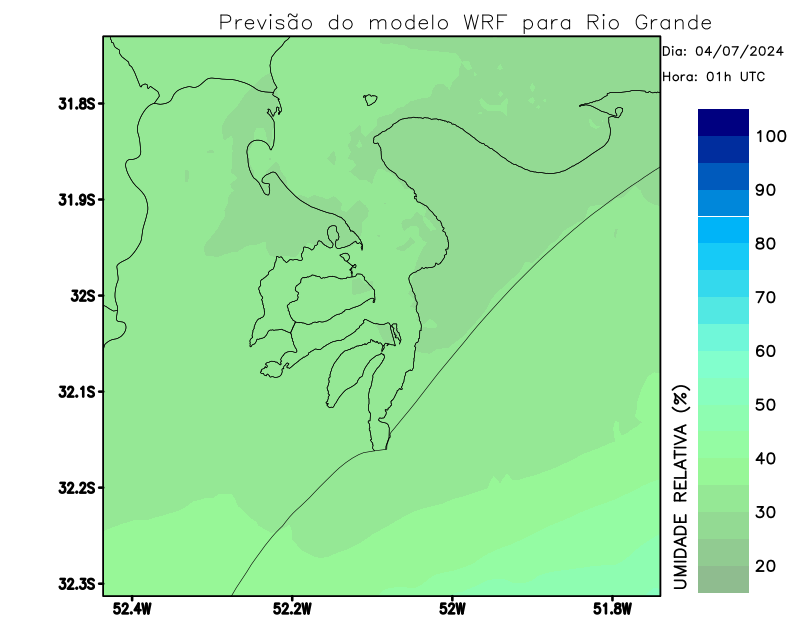 Previsão do modelo WRF para Rio Grande
Dia: 04/07/2024
Hora: 01h UTC
31.8S
31.9S
32S
32.1S
32.2S
32.3S
52.4W
52.2W
52W
51.8W
100
90
80
70
60
50
40
30
20
UMIDADE RELATIVA (%)